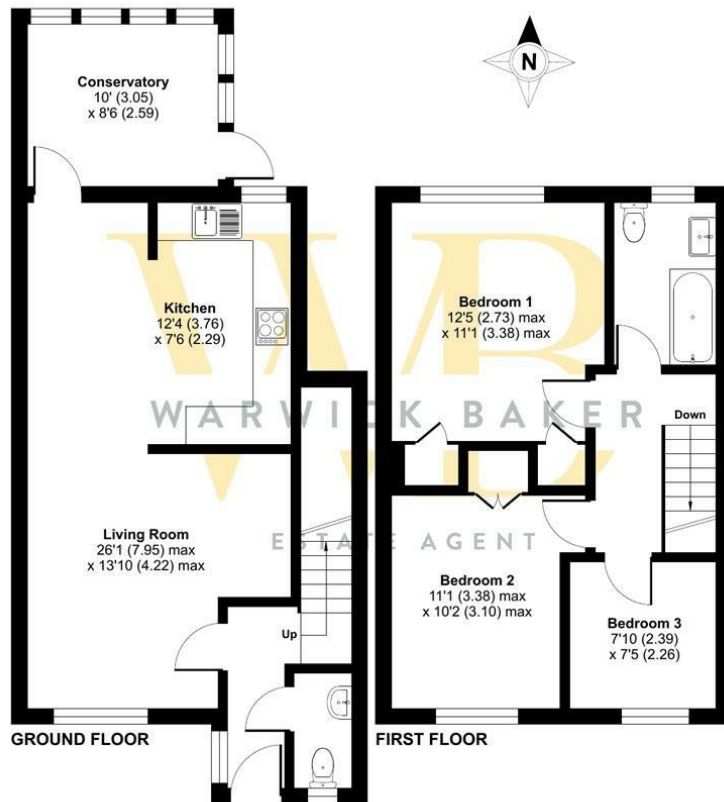 Conservatory
10' (3.05)
x 8'6 (2.59)
N
Kitchen
12'4 (3.76)
x 7'6 (2.29)
Bedroom 1
12'5 (2.73) max
x 11'1 (3.38) max
WARWICK BAKER
Down
Living Room
26'1 (7.95) max
x 13'10 (4.22) max
ESTATE AGENT
Up
Bedroom 2
11'1 (3.38) max
x 10'2 (3.10) max
Bedroom 3
7'10 (2.39)
x 7'5 (2.26)
GROUND FLOOR
FIRST FLOOR